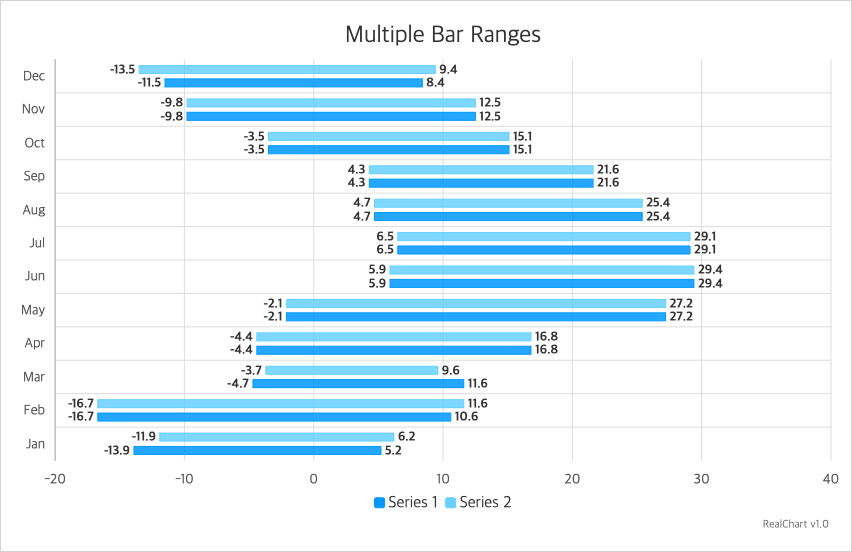 Multiple Bar Ranges
Dec -13.5 9.4
-11.5 8.4
Nov -9.8 12.5
-9.8 12.5
Oct -3.5 15.1
-3.5 15.1
Sep 4.3 21.6
4.3 21.6
Aug 4.7 25.4
4.7 25.4
Jul 6.5 29.1
6.5 29.1
Jun 5.9 29.4
5.9 29.4
May -2.1 27.2
-2.1 27.2
Apr -4.4 16.8
-4.4 16.8
Mar -3.7 9.6
-4.7 11.6
Feb -16.7 11.6
-16.7 10.6
Jan -11.9 6.2
-13.9 5.2
-20 -10 0 10 20 30 40
Series 1 Series 2
RealChart v1.0